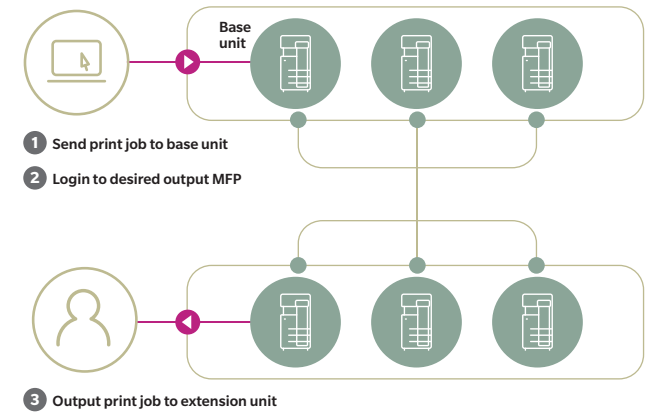 Base
unit
1 Send print job to base unit
2 Login to desired output MFP
3 Output print job to extension unit